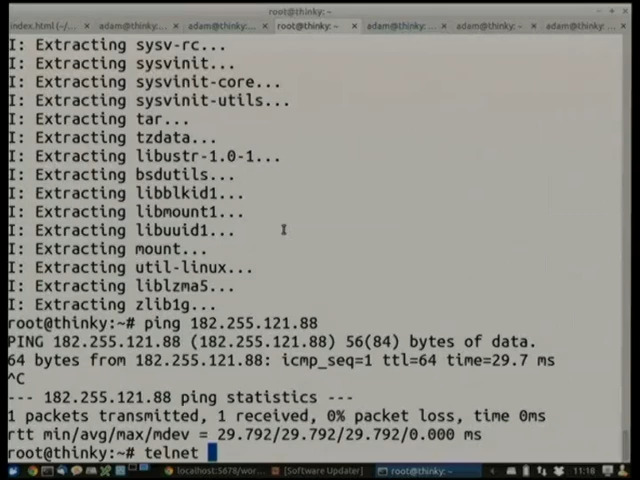 root@thinky: ~
index.html (~/... × adam@thinky:... × adam@thinky:... × root@thinky: ~ × adam@thinky:... × adam@thinky:... × adam@thinky:... ×
I: Extracting sysv-rc...
I: Extracting sysvinit...
I: Extracting sysvinit-core...
I: Extracting sysvinit-utils...
I: Extracting tar...
I: Extracting tzdata...
I: Extracting libustr-1.0-1...
I: Extracting bsdutils...
I: Extracting libblkid1...
I: Extracting libmount1...
I: Extracting libuuid1...
I: Extracting mount...
I: Extracting util-linux...
I: Extracting liblzma5...
I: Extracting zlib1g...
root@thinky:~# ping 182.255.121.88
PING 182.255.121.88 (182.255.121.88) 56(84) bytes of data.
64 bytes from 182.255.121.88: icmp_seq=1 ttl=64 time=29.7 ms
^C
--- 182.255.121.88 ping statistics ---
1 packets transmitted, 1 received, 0% packet loss, time 0ms
rtt min/avg/max/mdev = 29.792/29.792/29.792/0.000 ms
root@thinky:~# telnet
localhost:5678/wor... [Software Updater] root@thinky: ~ 11:18